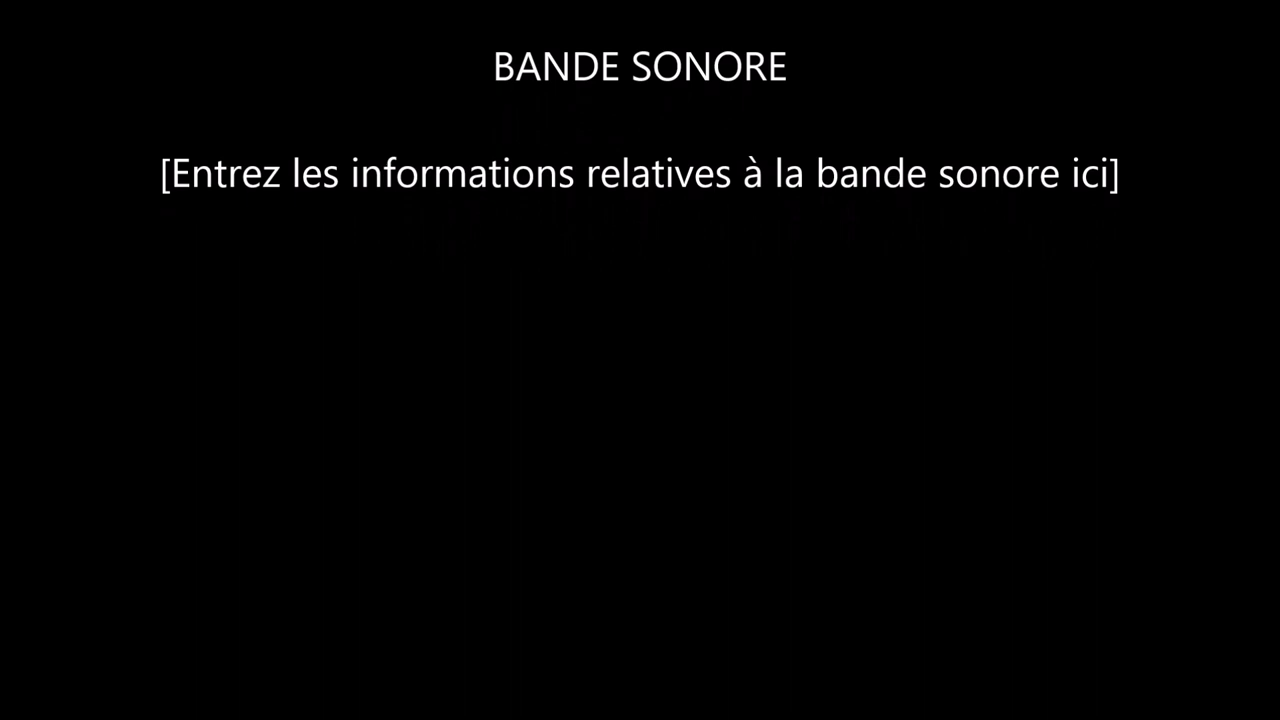 BANDE SONORE
[Entrez les informations relatives à la bande sonore ici]